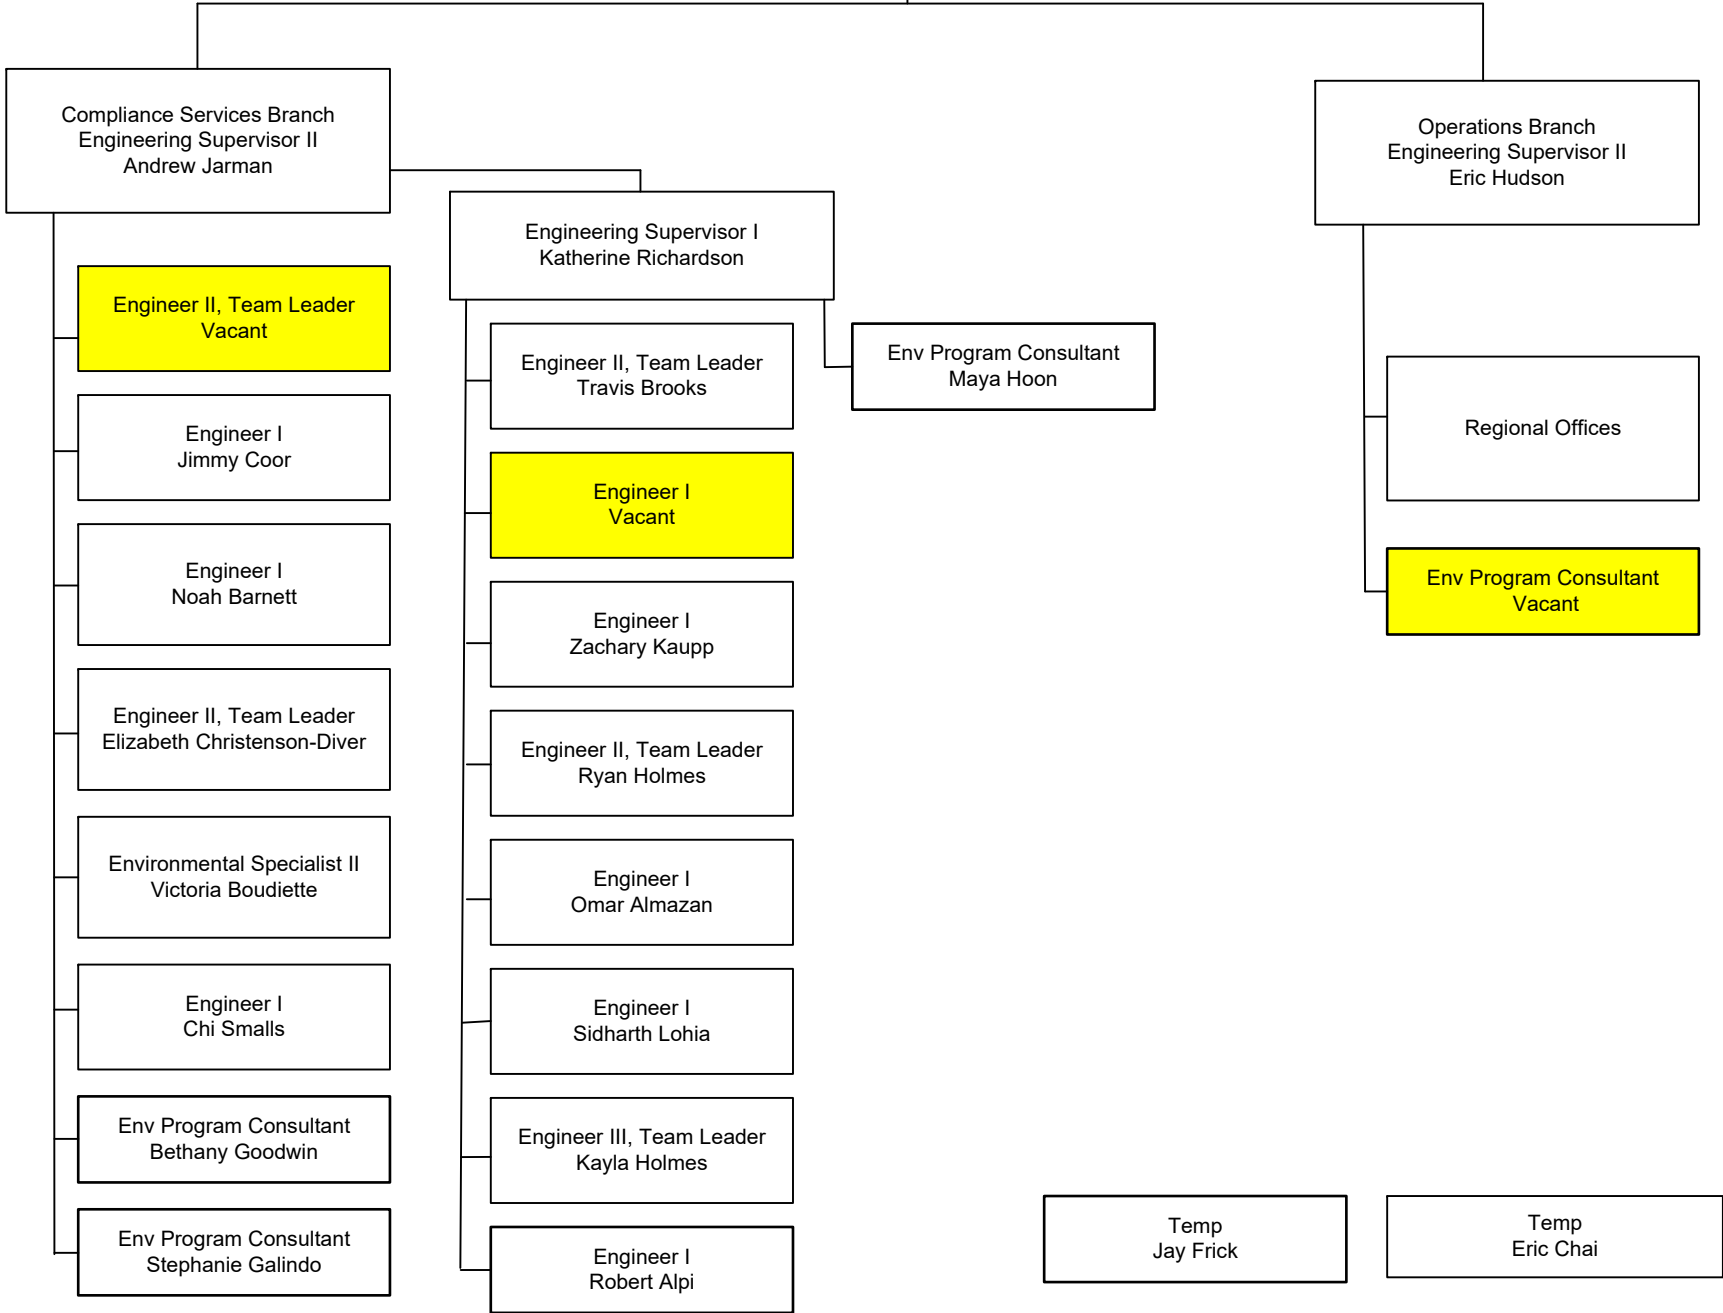 Compliance Services Branch
Engineering Supervisor II
Andrew Jarman
Operations Branch
Engineering Supervisor II
Eric Hudson
Engineering Supervisor I
Katherine Richardson
Engineer II, Team Leader
Vacant
Engineer I
Jimmy Coor
Engineer I
Noah Barnett
Engineer II, Team Leader
Elizabeth Christenson-Diver
Environmental Specialist II
Victoria Boudiette
Engineer I
Chi Smalls
Env Program Consultant
Bethany Goodwin
Env Program Consultant
Stephanie Galindo
Engineer II, Team Leader
Travis Brooks
Engineer I
Vacant
Engineer I
Zachary Kaupp
Engineer II, Team Leader
Ryan Holmes
Engineer I
Omar Almazan
Engineer I
Sidharth Lohia
Engineer III, Team Leader
Kayla Holmes
Engineer I
Robert Alpi
Env Program Consultant
Maya Hoon
Regional Offices
Env Program Consultant
Vacant
Temp
Jay Frick
Temp
Eric Chai